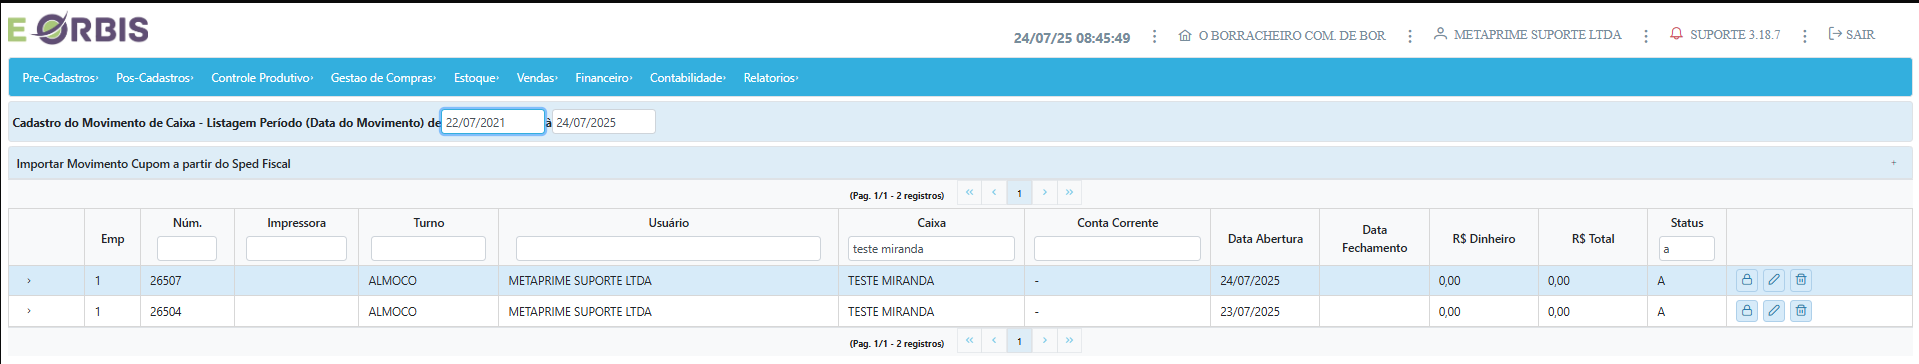 E ORBIS
24/07/25 08:45:49 O BORRACHEIRO COM. DE BOR METAPRIME SUPORTE LTDA SUPORTE 3.18.7 SAIR
Pre-Cadastros Pos-Cadastros Controle Produtivo Gestao de Compras Estoque Vendas Financeiro Contabilidade Relatorios
Cadastro do Movimento de Caixa - Listagem Período (Data do Movimento) de 22/07/2021 à 24/07/2025
Importar Movimento Cupom a partir do Sped Fiscal +
(Pag. 1/1 - 2 registros) « ‹ 1 › »
Emp Núm. Impressora Turno Usuário Caixa Conta Corrente Data Abertura Data Fechamento R$ Dinheiro R$ Total Status
teste miranda a
› 1 26507 ALMOCO METAPRIME SUPORTE LTDA TESTE MIRANDA - 24/07/2025 0,00 0,00 A
› 1 26504 ALMOCO METAPRIME SUPORTE LTDA TESTE MIRANDA - 23/07/2025 0,00 0,00 A
(Pag. 1/1 - 2 registros) « ‹ 1 › »